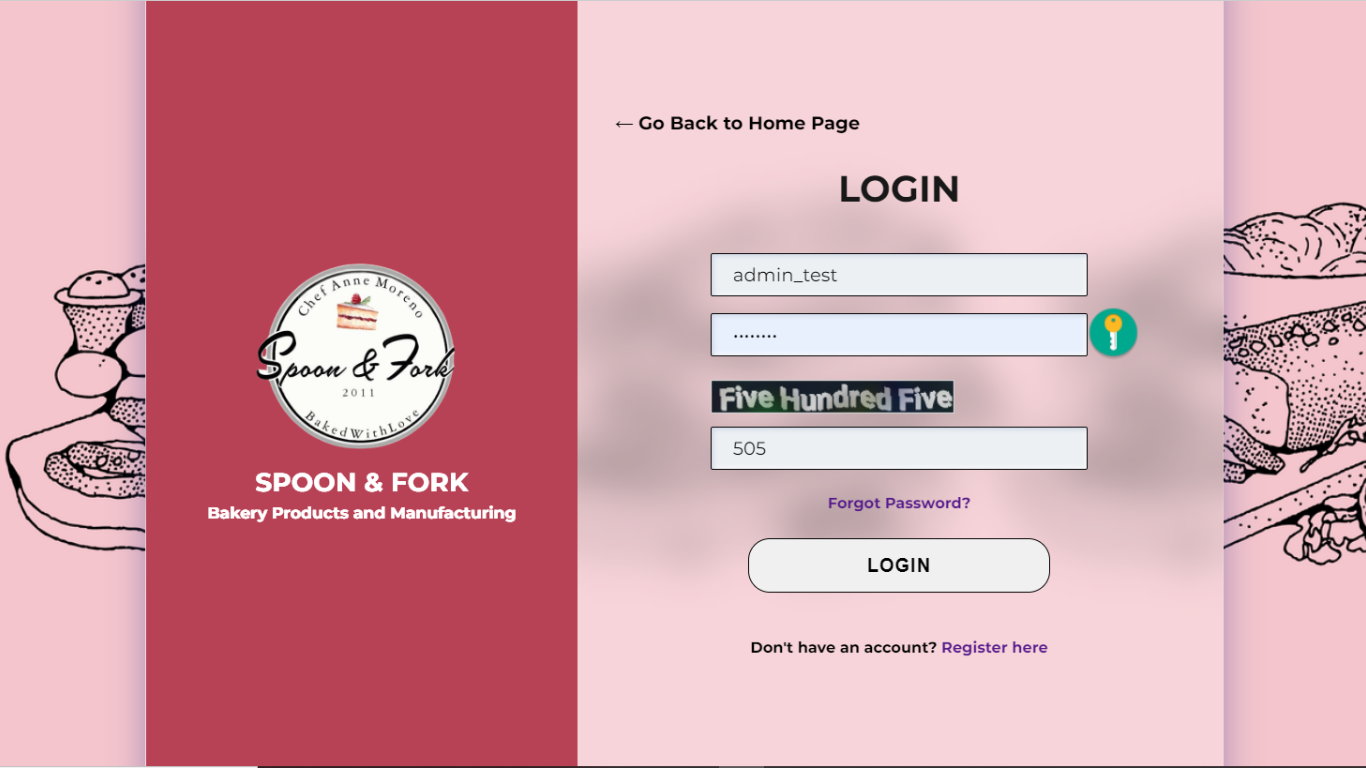 Chef Anne Moreno
Spoon & Fork
2011
BakedWithLove
SPOON & FORK
Bakery Products and Manufacturing
← Go Back to Home Page
LOGIN
admin_test
........
Five Hundred Five
505
Forgot Password?
LOGIN
Don't have an account? Register here